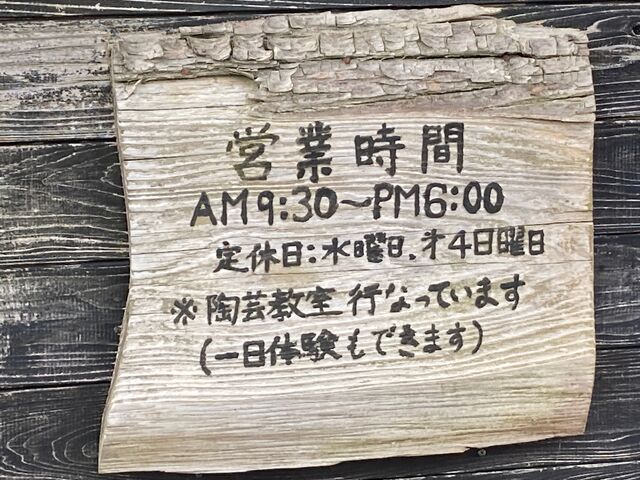 営業時間
AM9:30〜PM6:00
定休日:水曜日.才4日曜日
※陶芸教室行なっています
(一日体験もできます)